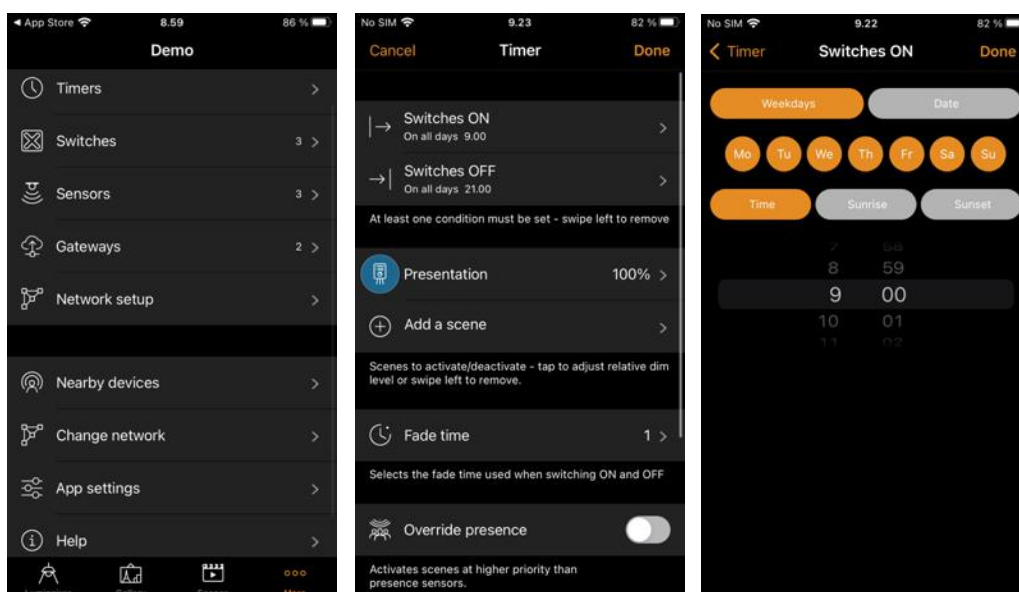 App Store
8.59
86 %
Demo
Timers
Switches
3
Sensors
3
Gateways
2
Network setup
Nearby devices
Change network
App settings
Help
No SIM
9.23
82 %
Cancel
Timer
Done
Switches ON
On all days 9.00
Switches OFF
On all days 21.00
At least one condition must be set - swipe left to remove
Presentation
100%
Add a scene
Scenes to activate/deactivate - tap to adjust relative dim
level or swipe left to remove.
Fade time
1
Selects the fade time used when switching ON and OFF
Override presence
Activates scenes at higher priority than
presence sensors.
No SIM
9.22
82 %
Timer
Switches ON
Done
Weekdays
Date
Mo Tu We Th Fr Sa Su
Time
Sunrise
Sunset
7 58
8 59
9 00
10 01
11 02